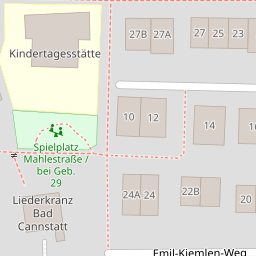 27B 27A
27 25 23
Kindertagesstätte
10 12
14
Spielplatz
Mahlestraße /
bei Geb.
29
24A 24
22B
20
Liederkranz
Bad
Cannstatt
Emil-Kiemlen-Weg